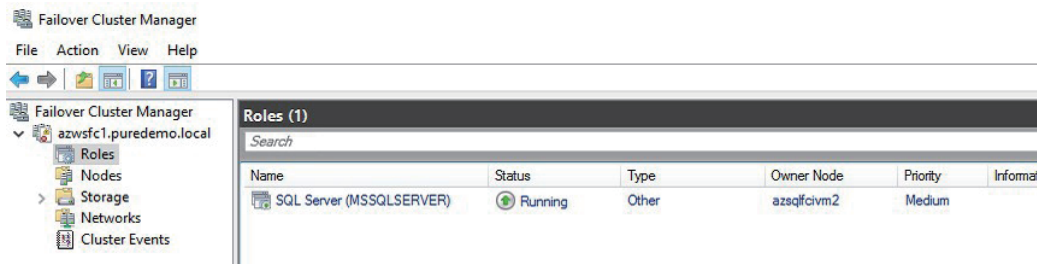 Failover Cluster Manager
File Action View Help
Failover Cluster Manager
azwsfc1.puredemo.local
Roles
Nodes
Storage
Networks
Cluster Events
Roles (1)
Search
Name Status Type Owner Node Priority Informat
SQL Server (MSSQLSERVER) Running Other azsqlfcivm2 Medium